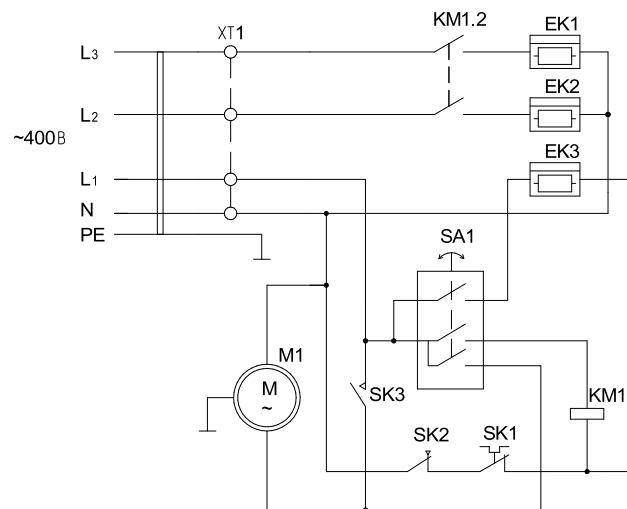 XT1
KM1.2
EK1
L3
EK2
L2
~400В
EK3
L1
N
PE
SA1
M1
M
~
SK3
KM1
SK2
SK1